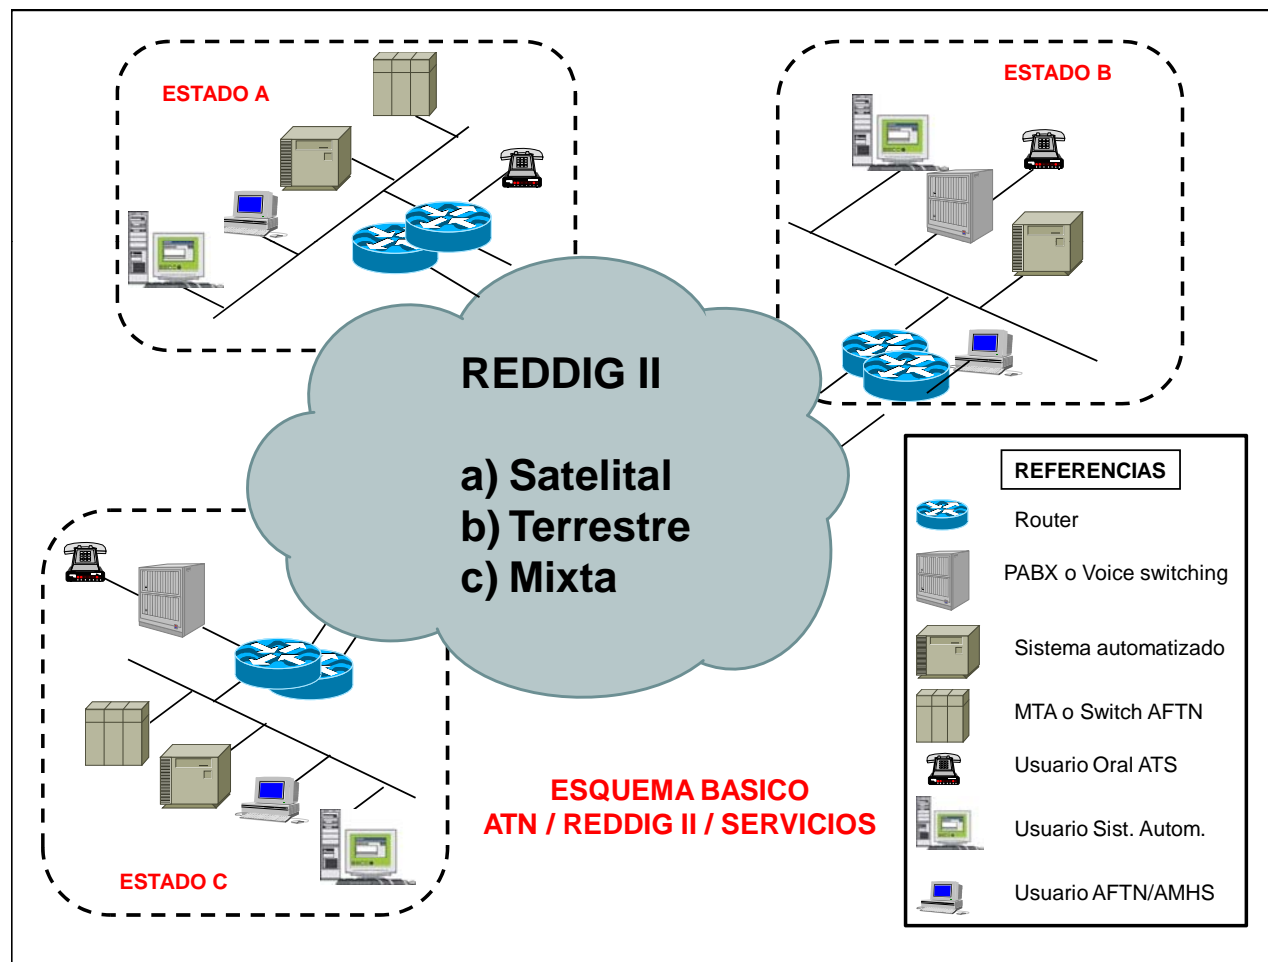 ESTADO A
ESTADO B
REDDIG II
a) Satelital
b) Terrestre
c) Mixta
REFERENCIAS
Router
PABX o Voice switching
Sistema automatizado
MTA o Switch AFTN
Usuario Oral ATS
Usuario Sist. Autom.
Usuario AFTN/AMHS
ESQUEMA BASICO
ATN / REDDIG II / SERVICIOS
ESTADO C